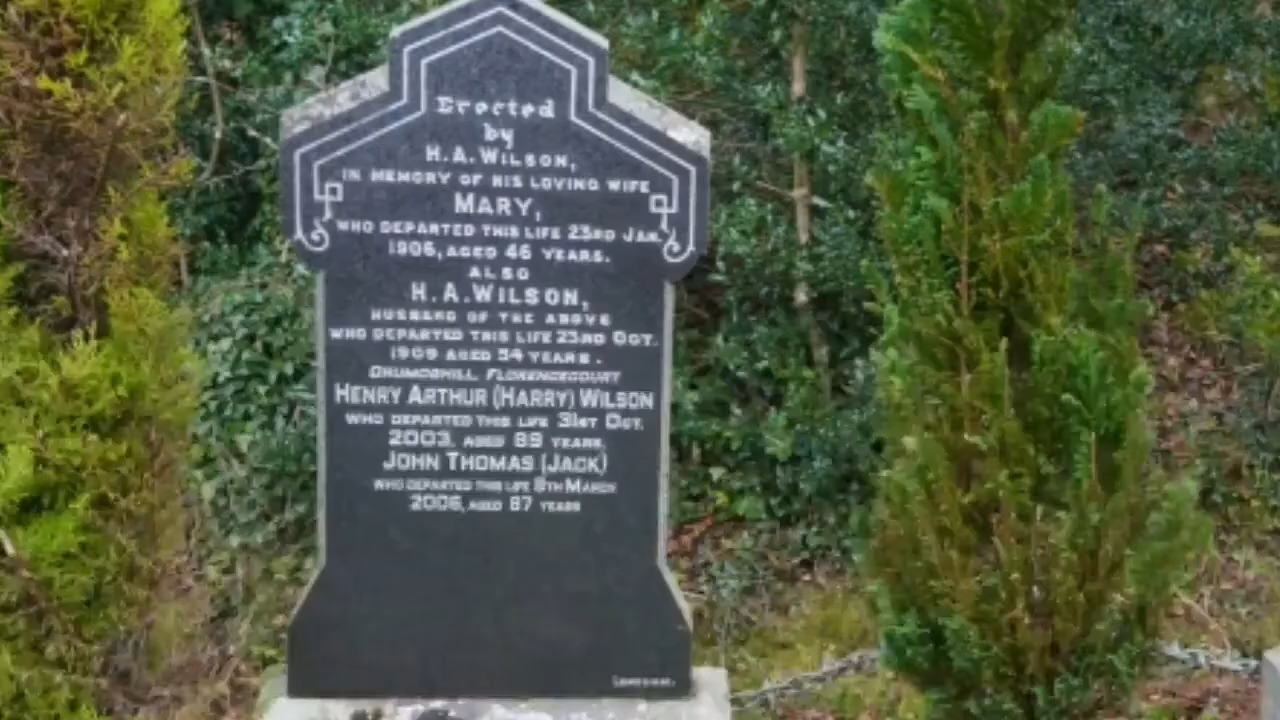 Erected
by
H. A. WILSON,
IN MEMORY OF HIS LOVING WIFE
MARY,
WHO DEPARTED THIS LIFE 23RD JAN.
1906, AGED 46 YEARS.
ALSO
H. A. WILSON,
HUSBAND OF THE ABOVE
WHO DEPARTED THIS LIFE 23RD OCT.
1909 AGED 54 YEARS.
FLORENCECOURT
HENRY ARTHUR (HARRY) WILSON
WHO DEPARTED THIS LIFE 31ST OCT.
2003, AGED 89 YEARS,
JOHN THOMAS (JACK)
WHO DEPARTED THIS LIFE 8TH MARCH
2006, AGED 87 YEARS